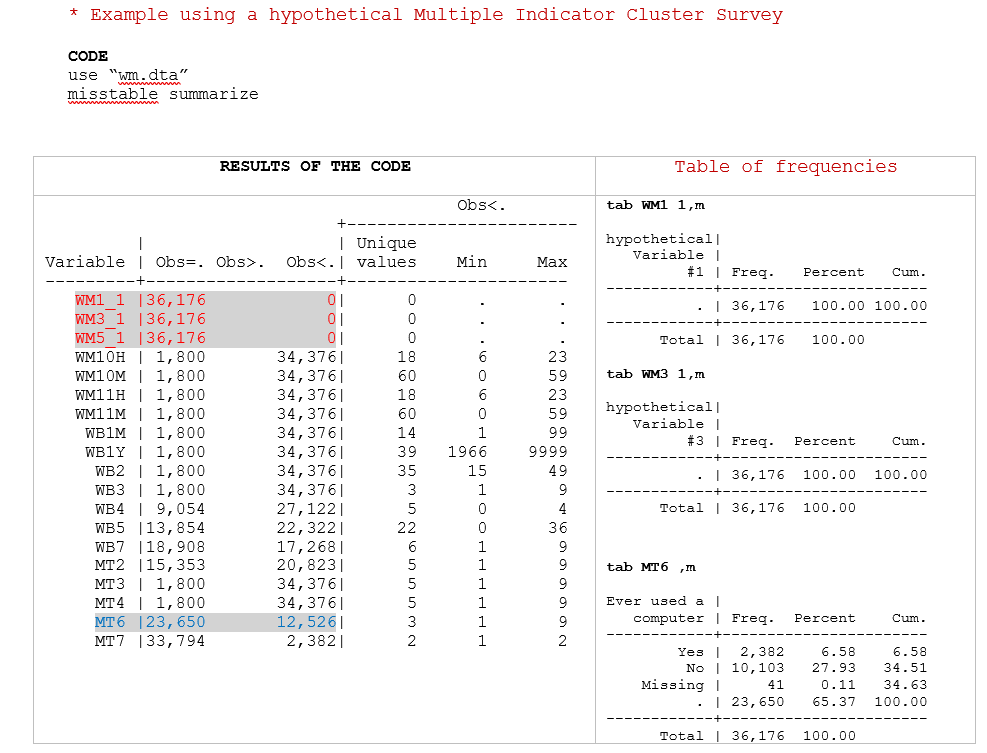 * Example using a hypothetical Multiple Indicator Cluster Survey
CODE
use “wm.dta”
misstable summarize
RESULTS OF THE CODE
Obs<.
+------------------------
| | Unique
Variable | Obs=. Obs>. Obs<.| values Min Max
----------+---------------------+------------------------
WM1_1 |36,176 0| 0 . .
WM3_1 |36,176 0| 0 . .
WM5_1 |36,176 0| 0 . .
WM10H | 1,800 34,376| 18 6 23
WM10M | 1,800 34,376| 60 0 59
WM11H | 1,800 34,376| 18 6 23
WM11M | 1,800 34,376| 60 0 59
WB1M | 1,800 34,376| 14 1 99
WB1Y | 1,800 34,376| 39 1966 9999
WB2 | 1,800 34,376| 35 15 49
WB3 | 1,800 34,376| 3 1 9
WB4 | 9,054 27,122| 5 0 4
WB5 |13,854 22,322| 22 0 36
WB7 |18,908 17,268| 6 1 9
MT2 |15,353 20,823| 5 1 9
MT3 | 1,800 34,376| 5 1 9
MT4 | 1,800 34,376| 5 1 9
MT6 |23,650 12,526| 3 1 9
MT7 |33,794 2,382| 2 1 2
Table of frequencies
tab WM1 1,m
hypothetical|
Variable |
#1 | Freq. Percent Cum.
------------+-----------------------
. | 36,176 100.00 100.00
------------+-----------------------
Total | 36,176 100.00
tab WM3 1,m
hypothetical|
Variable |
#3 | Freq. Percent Cum.
------------+-----------------------
. | 36,176 100.00 100.00
------------+-----------------------
Total | 36,176 100.00
tab MT6 ,m
Ever used a |
computer | Freq. Percent Cum.
------------+-----------------------
Yes | 2,382 6.58 6.58
No | 10,103 27.93 34.51
Missing | 41 0.11 34.63
. | 23,650 65.37 100.00
------------+-----------------------
Total | 36,176 100.00